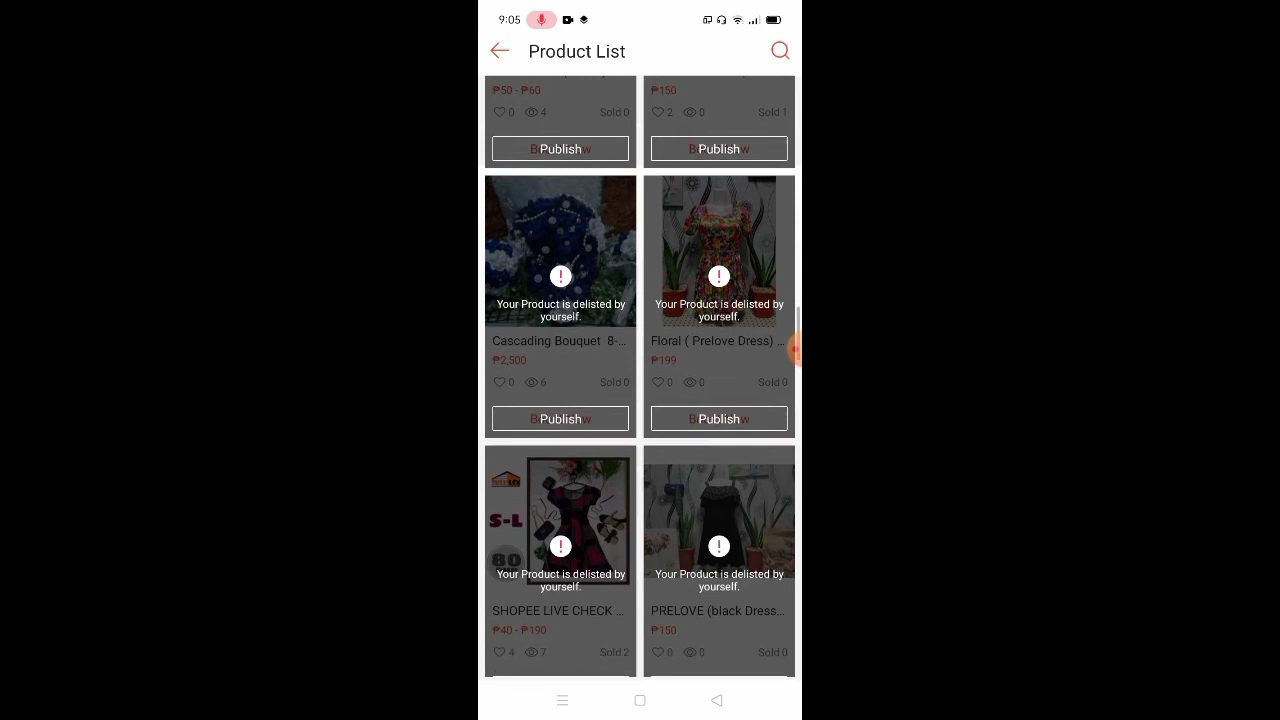 9:05
Product List
₱50 - ₱60
₱150
0
4
Sold 0
2
0
Sold 1
Publish
Publish
Your Product is delisted by
yourself.
Your Product is delisted by
yourself.
Cascading Bouquet 8-...
Floral ( Prelove Dress) ...
₱2,500
₱199
0
6
Sold 0
0
0
Sold 0
Publish
Publish
S-L
80
Your Product is delisted by
yourself.
Your Product is delisted by
yourself.
SHOPEE LIVE CHECK ...
PRELOVE (black Dress...
₱40 - ₱190
₱150
4
7
Sold 2
0
0
Sold 0